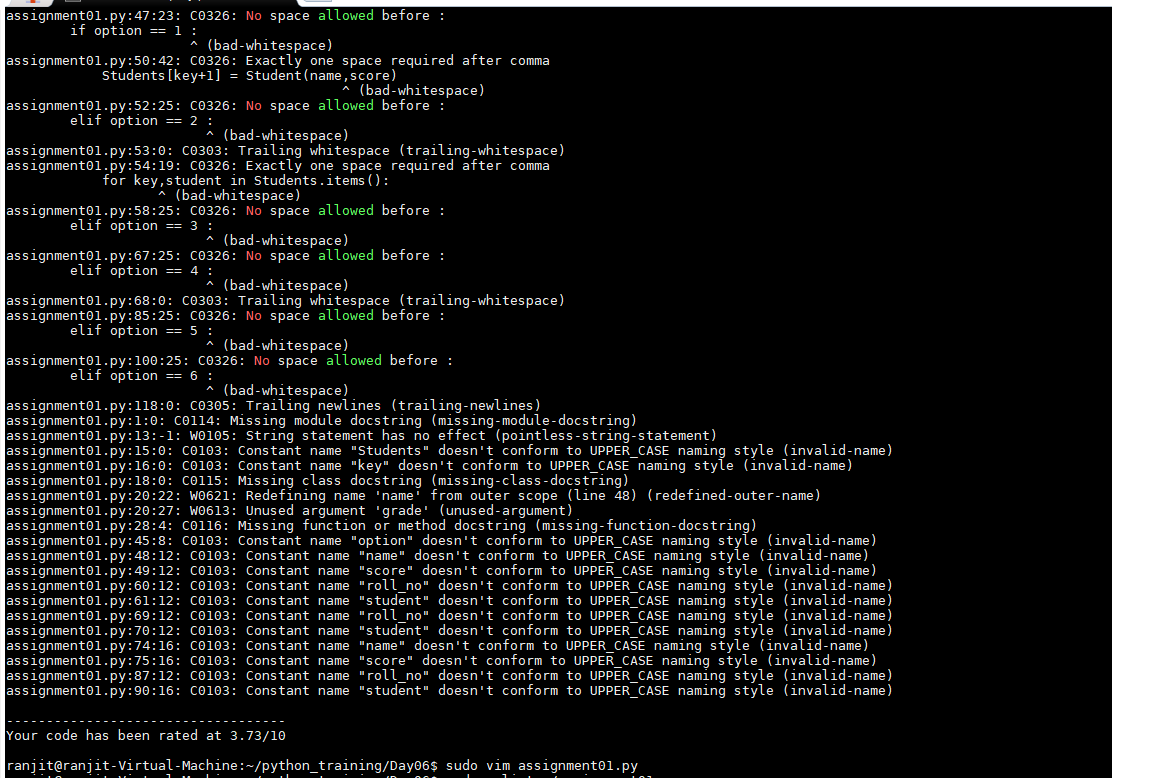 assignment01.py:47:23: C0326: No space allowed before :
        if option == 1 :
                       ^ (bad-whitespace)
assignment01.py:50:42: C0326: Exactly one space required after comma
            Students[key+1] = Student(name,score)
                                          ^ (bad-whitespace)
assignment01.py:52:25: C0326: No space allowed before :
        elif option == 2 :
                         ^ (bad-whitespace)
assignment01.py:53:0: C0303: Trailing whitespace (trailing-whitespace)
assignment01.py:54:19: C0326: Exactly one space required after comma
            for key,student in Students.items():
                   ^ (bad-whitespace)
assignment01.py:58:25: C0326: No space allowed before :
        elif option == 3 :
                         ^ (bad-whitespace)
assignment01.py:67:25: C0326: No space allowed before :
        elif option == 4 :
                         ^ (bad-whitespace)
assignment01.py:68:0: C0303: Trailing whitespace (trailing-whitespace)
assignment01.py:85:25: C0326: No space allowed before :
        elif option == 5 :
                         ^ (bad-whitespace)
assignment01.py:100:25: C0326: No space allowed before :
        elif option == 6 :
                         ^ (bad-whitespace)
assignment01.py:118:0: C0305: Trailing newlines (trailing-newlines)
assignment01.py:1:0: C0114: Missing module docstring (missing-module-docstring)
assignment01.py:13:-1: W0105: String statement has no effect (pointless-string-statement)
assignment01.py:15:0: C0103: Constant name "Students" doesn't conform to UPPER_CASE naming style (invalid-name)
assignment01.py:16:0: C0103: Constant name "key" doesn't conform to UPPER_CASE naming style (invalid-name)
assignment01.py:18:0: C0115: Missing class docstring (missing-class-docstring)
assignment01.py:20:22: W0621: Redefining name 'name' from outer scope (line 48) (redefined-outer-name)
assignment01.py:20:27: W0613: Unused argument 'grade' (unused-argument)
assignment01.py:28:4: C0116: Missing function or method docstring (missing-function-docstring)
assignment01.py:45:8: C0103: Constant name "option" doesn't conform to UPPER_CASE naming style (invalid-name)
assignment01.py:48:12: C0103: Constant name "name" doesn't conform to UPPER_CASE naming style (invalid-name)
assignment01.py:49:12: C0103: Constant name "score" doesn't conform to UPPER_CASE naming style (invalid-name)
assignment01.py:60:12: C0103: Constant name "roll_no" doesn't conform to UPPER_CASE naming style (invalid-name)
assignment01.py:61:12: C0103: Constant name "student" doesn't conform to UPPER_CASE naming style (invalid-name)
assignment01.py:69:12: C0103: Constant name "roll_no" doesn't conform to UPPER_CASE naming style (invalid-name)
assignment01.py:70:12: C0103: Constant name "student" doesn't conform to UPPER_CASE naming style (invalid-name)
assignment01.py:74:16: C0103: Constant name "name" doesn't conform to UPPER_CASE naming style (invalid-name)
assignment01.py:75:16: C0103: Constant name "score" doesn't conform to UPPER_CASE naming style (invalid-name)
assignment01.py:87:12: C0103: Constant name "roll_no" doesn't conform to UPPER_CASE naming style (invalid-name)
assignment01.py:90:16: C0103: Constant name "student" doesn't conform to UPPER_CASE naming style (invalid-name)
-----------------------------------
Your code has been rated at 3.73/10
ranjit@ranjit-Virtual-Machine:~/python_training/Day06$ sudo vim assignment01.py